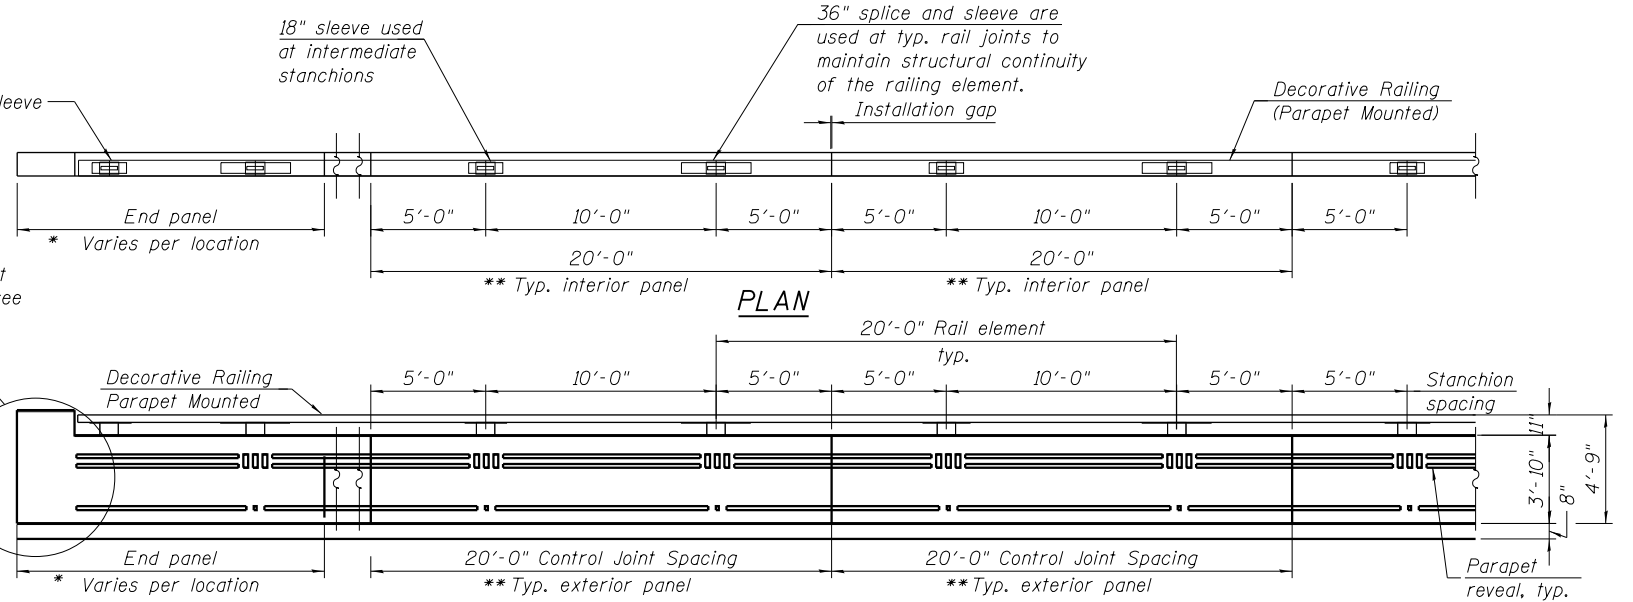 18" sleeve used
at intermediate
stanchions
36" splice and sleeve are
used at typ. rail joints to
maintain structural continuity
of the railing element.
Installation gap
Decorative Railing
(Parapet Mounted)
leeve
End panel
* Varies per location
5'-0"
10'-0"
5'-0"
5'-0"
10'-0"
5'-0"
5'-0"
20'-0"
** Typ. interior panel
20'-0"
** Typ. interior panel
t
ree
PLAN
20'-0" Rail element
typ.
Decorative Railing
Parapet Mounted
5'-0"
10'-0"
5'-0"
5'-0"
10'-0"
5'-0"
5'-0"
Stanchion
spacing
11"
3'-10"
8"
4'-9"
End panel
* Varies per location
20'-0" Control Joint Spacing
** Typ. exterior panel
20'-0" Control Joint Spacing
** Typ. exterior panel
Parapet
reveal, typ.